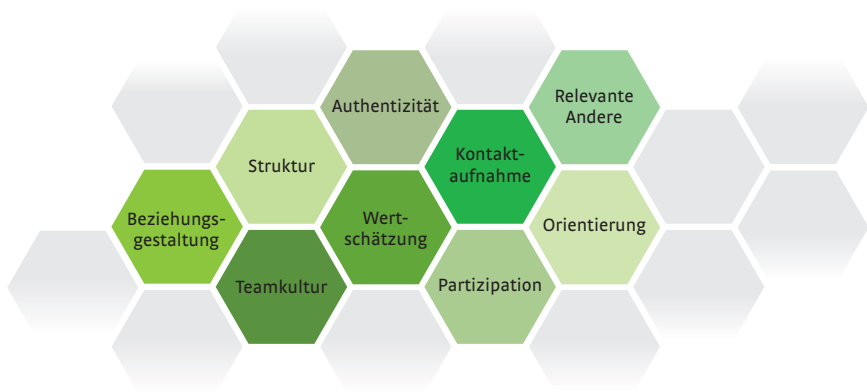 Authentizität
Relevante
Andere
Struktur
Kontakt-
aufnahme
Beziehungs-
gestaltung
Wert-
schätzung
Orientierung
Teamkultur
Partizipation